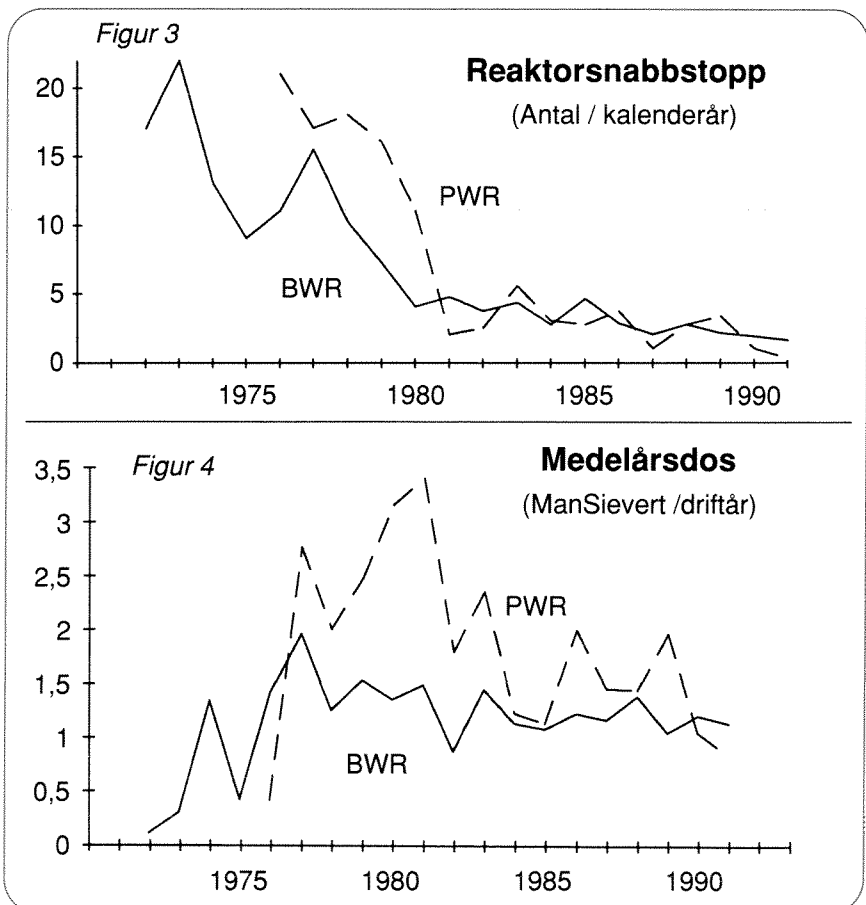 Figur 3
Reaktorsnabbstopp
(Antal / kalenderår)
20
15
10
5
0
PWR
BWR
1975 1980 1985 1990
Figur 4
Medelårsdos
(ManSievert /driftår)
3,5
3
2,5
2
1,5
1
0,5
0
PWR
BWR
1975 1980 1985 1990